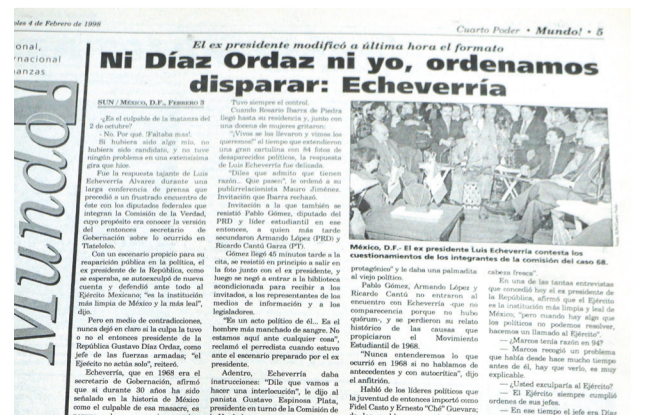 oles 4 de Febrero de 1998
Cuarto Poder • Mundo! • 5
onal,
rnacional
anzas
Mundo!
El ex presidente modificó a última hora el formato
Ni Díaz Ordaz ni yo, ordenamos
disparar: Echeverría
SUN / MÉXICO, D.F., FEBRERO 3
¿Es el culpable de la matanza del
2 de octubre?
- No. Por qué. ¡Faltaba mas!.
Si hubiera sido algo mío, no
hubiera sido candidato, y no tuve
ningún problema en una extensísima
gira que hice.
Fue la respuesta tajante de Luis
Echeverría Alvarez durante una
larga conferencia de prensa que
precedió a un frustrado encuentro de
éste con los diputados federales que
integran la Comisión de la Verdad,
cuyo propósito era conocer la versión
del entonces secretario de
Gobernación sobre lo ocurrido en
Tlatelolco.
Con un escenario propio para su
reaparición pública en la política, el
ex presidente de la República, como
se esperaba, se autoexculpó de nueva
cuenta y defendió ante todo al
Ejército Mexicano; "es la institución
más limpia de México y la más leal",
dijo.
Pero en medio de contradicciones,
nunca dejó en claro si la culpa la tuvo
o no el entonces presidente de la
República Gustavo Díaz Ordaz, como
jefe de las fuerzas armadas; "el
Ejército no actúa solo", reiteró.
Echeverría, que en 1968 era el
secretario de Gobernación, afirmó
que si durante 30 años ha sido
señalado en la historia de México
como el culpable de esa masacre, es
Tuvo siempre el control.
Cuando Rosario Ibarra de Piedra
llegó hasta su residencia y, junto con
una docena de mujeres gritaron:
"¡Vivos se los llevaron y vivos los
queremos!" al tiempo que extendieron
una gran cartulina con 84 fotos de
desaparecidos políticos, la respuesta
de Luis Echeverría fue delicada.
"Diles que admito que tienen
razón... Que pasen", le ordenó a su
publirrelacionista Mauro Jiménez.
Invitación que Ibarra rechazó.
Invitación a la que también se
resistió Pablo Gómez, diputado del
PRD y líder estudiantil en ese
entonces, a quien más tarde
secundaron Armando López (PRD) y
Ricardo Cantú Garza (PT).
Gómez llegó 45 minutos tarde a la
cita, se resistió en principio a salir en
la foto junto con el ex presidente, y
luego se negó a entrar a la biblioteca
acondicionada para recibir a los
invitados, a los representantes de los
medios de información y a los
legisladores.
"Es un acto político de él... Es el
hombre más manchado de sangre. No
estamos aquí ante cualquier cosa",
reclamó el perredista cuando estuvo
ante el escenario preparado por el ex
presidente.
Adentro, Echeverría daba
instrucciones: "Dile que vamos a
hacer una interlocución", le dijo al
panista Gustavo Espinosa Plata,
presidente en turno de la Comisión de
México, D.F.- El ex presidente Luis Echeverría contesta los
cuestionamientos de los integrantes de la comisión del caso 68.
protagónico" y le daba una palmadita
al viejo político.
Pablo Gómez, Armando López y
Ricardo Cantú no entraron al
encuentro con Echeverría -que no
comparecencia porque no hubo
quórum-, y se perdieron su relato
histórico de las causas que
propiciaron el Movimiento
Estudiantil de 1968.
"Nunca entenderemos lo que
ocurrió en 1968 si no hablamos de
antecedentes y con autocrítica", dijo
el anfitrión.
Habló de los líderes políticos que
la juventud de entonces importó como
Fidel Casto y Ernesto "Ché" Guevara;
cabeza fresca".
En una de las tantas entrevistas
que concedió hoy el ex presidente de
la República, afirmó que el Ejército
es la institución más limpia y leal de
México, "pero cuando hay algo que
los políticos no podemos resolver,
hacemos un llamado al Ejército".
— ¿Marcos tenía razón en 94?
— Marcos recogió un problema
que había desde hace mucho tiempo
antes de él, hay que verlo, es muy
explicable.
— ¿Usted exculparía al Ejército?
— El Ejército siempre cumplió
ordenes de sus jefes.
— En ese tiempo el jefe era Díaz